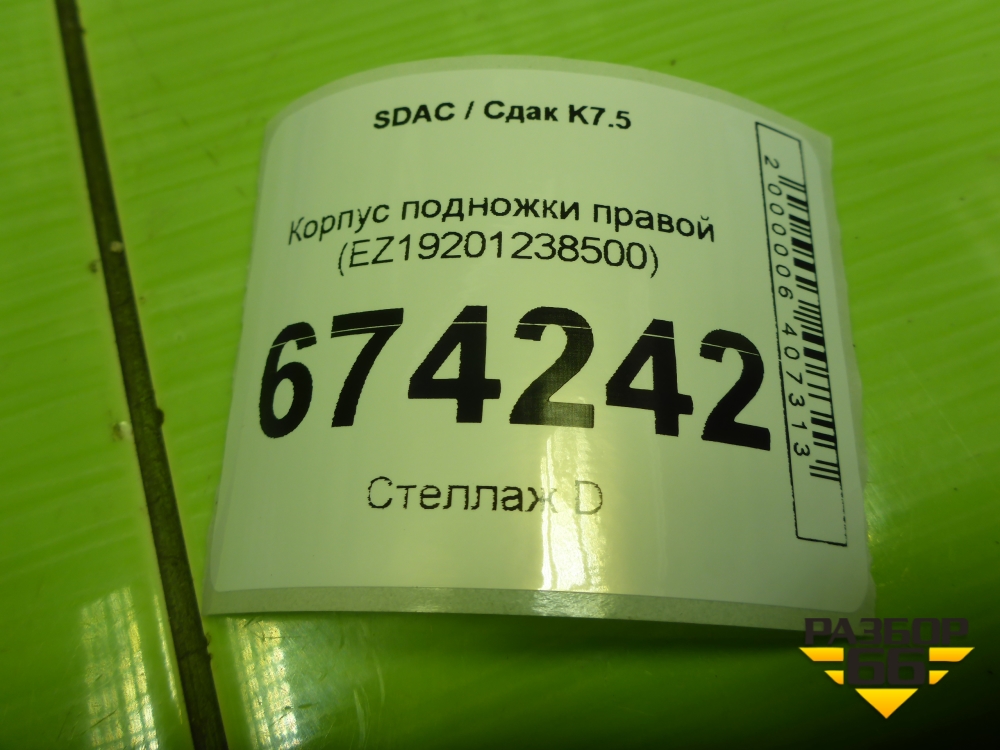 SDAC / Сдак K7.5
Корпус подножки правой
(EZ19201238500)
674242
Стеллаж D
2000006407313
РАЗБОР
66